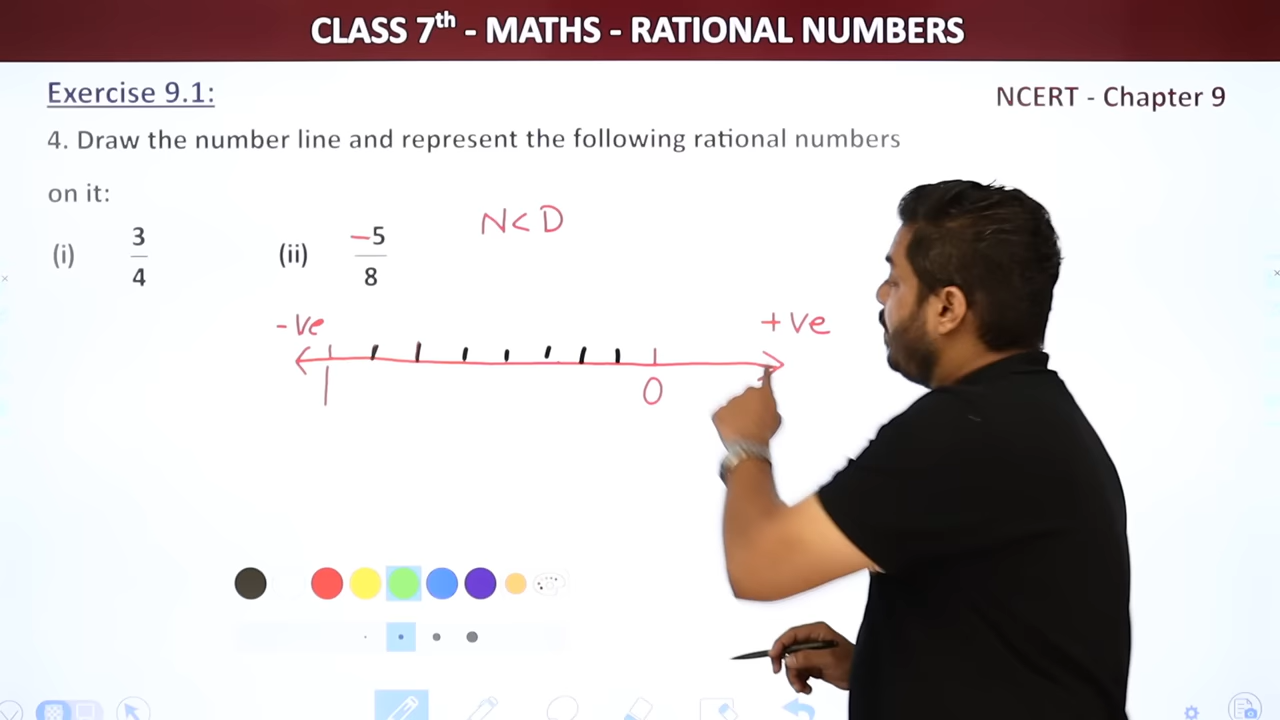 CLASS 7th - MATHS - RATIONAL NUMBERS
Exercise 9.1:
NCERT - Chapter 9
4. Draw the number line and represent the following rational numbers
on it:
N < D
(i) 3/4 (ii) -5/8
-ve +ve
1 0